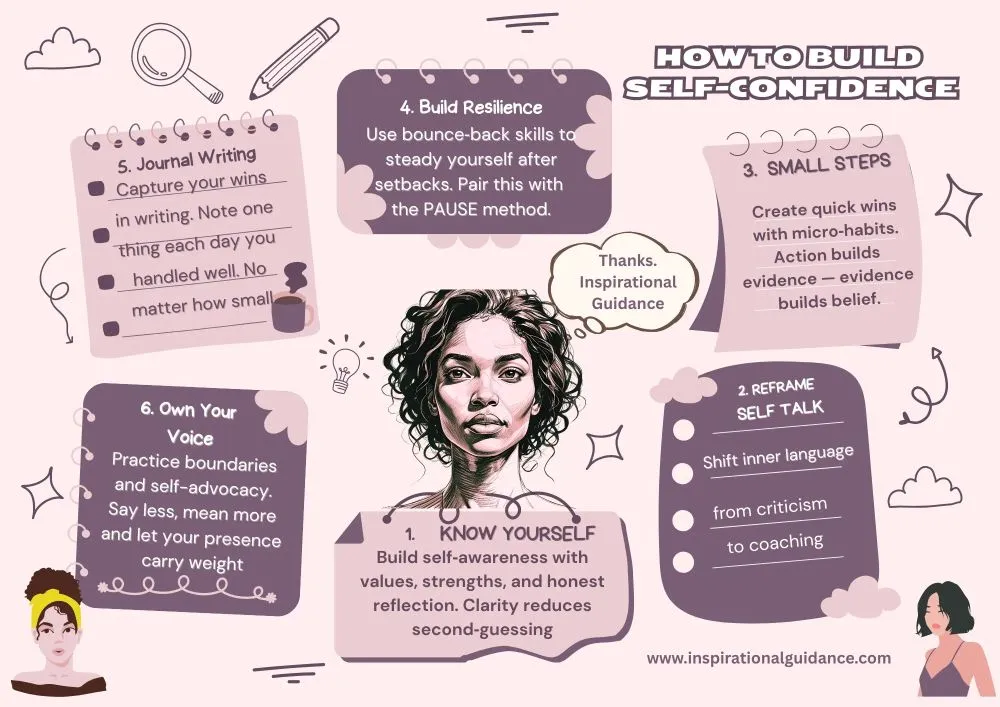 HOW TO BUILD
SELF-CONFIDENCE
1. KNOW YOURSELF
Build self-awareness with
values, strengths, and honest
reflection. Clarity reduces
second-guessing
2. REFRAME
SELF TALK
Shift inner language
from criticism
to coaching
3. SMALL STEPS
Create quick wins
with micro-habits.
Action builds
evidence — evidence
builds belief.
4. Build Resilience
Use bounce-back skills to
steady yourself after
setbacks. Pair this with
the PAUSE method.
5. Journal Writing
Capture your wins
in writing. Note one
thing each day you
handled well. No
matter how small
6. Own Your
Voice
Practice boundaries
and self-advocacy.
Say less, mean more
and let your presence
carry weight
Thanks.
Inspirational
Guidance
www.inspirationalguidance.com